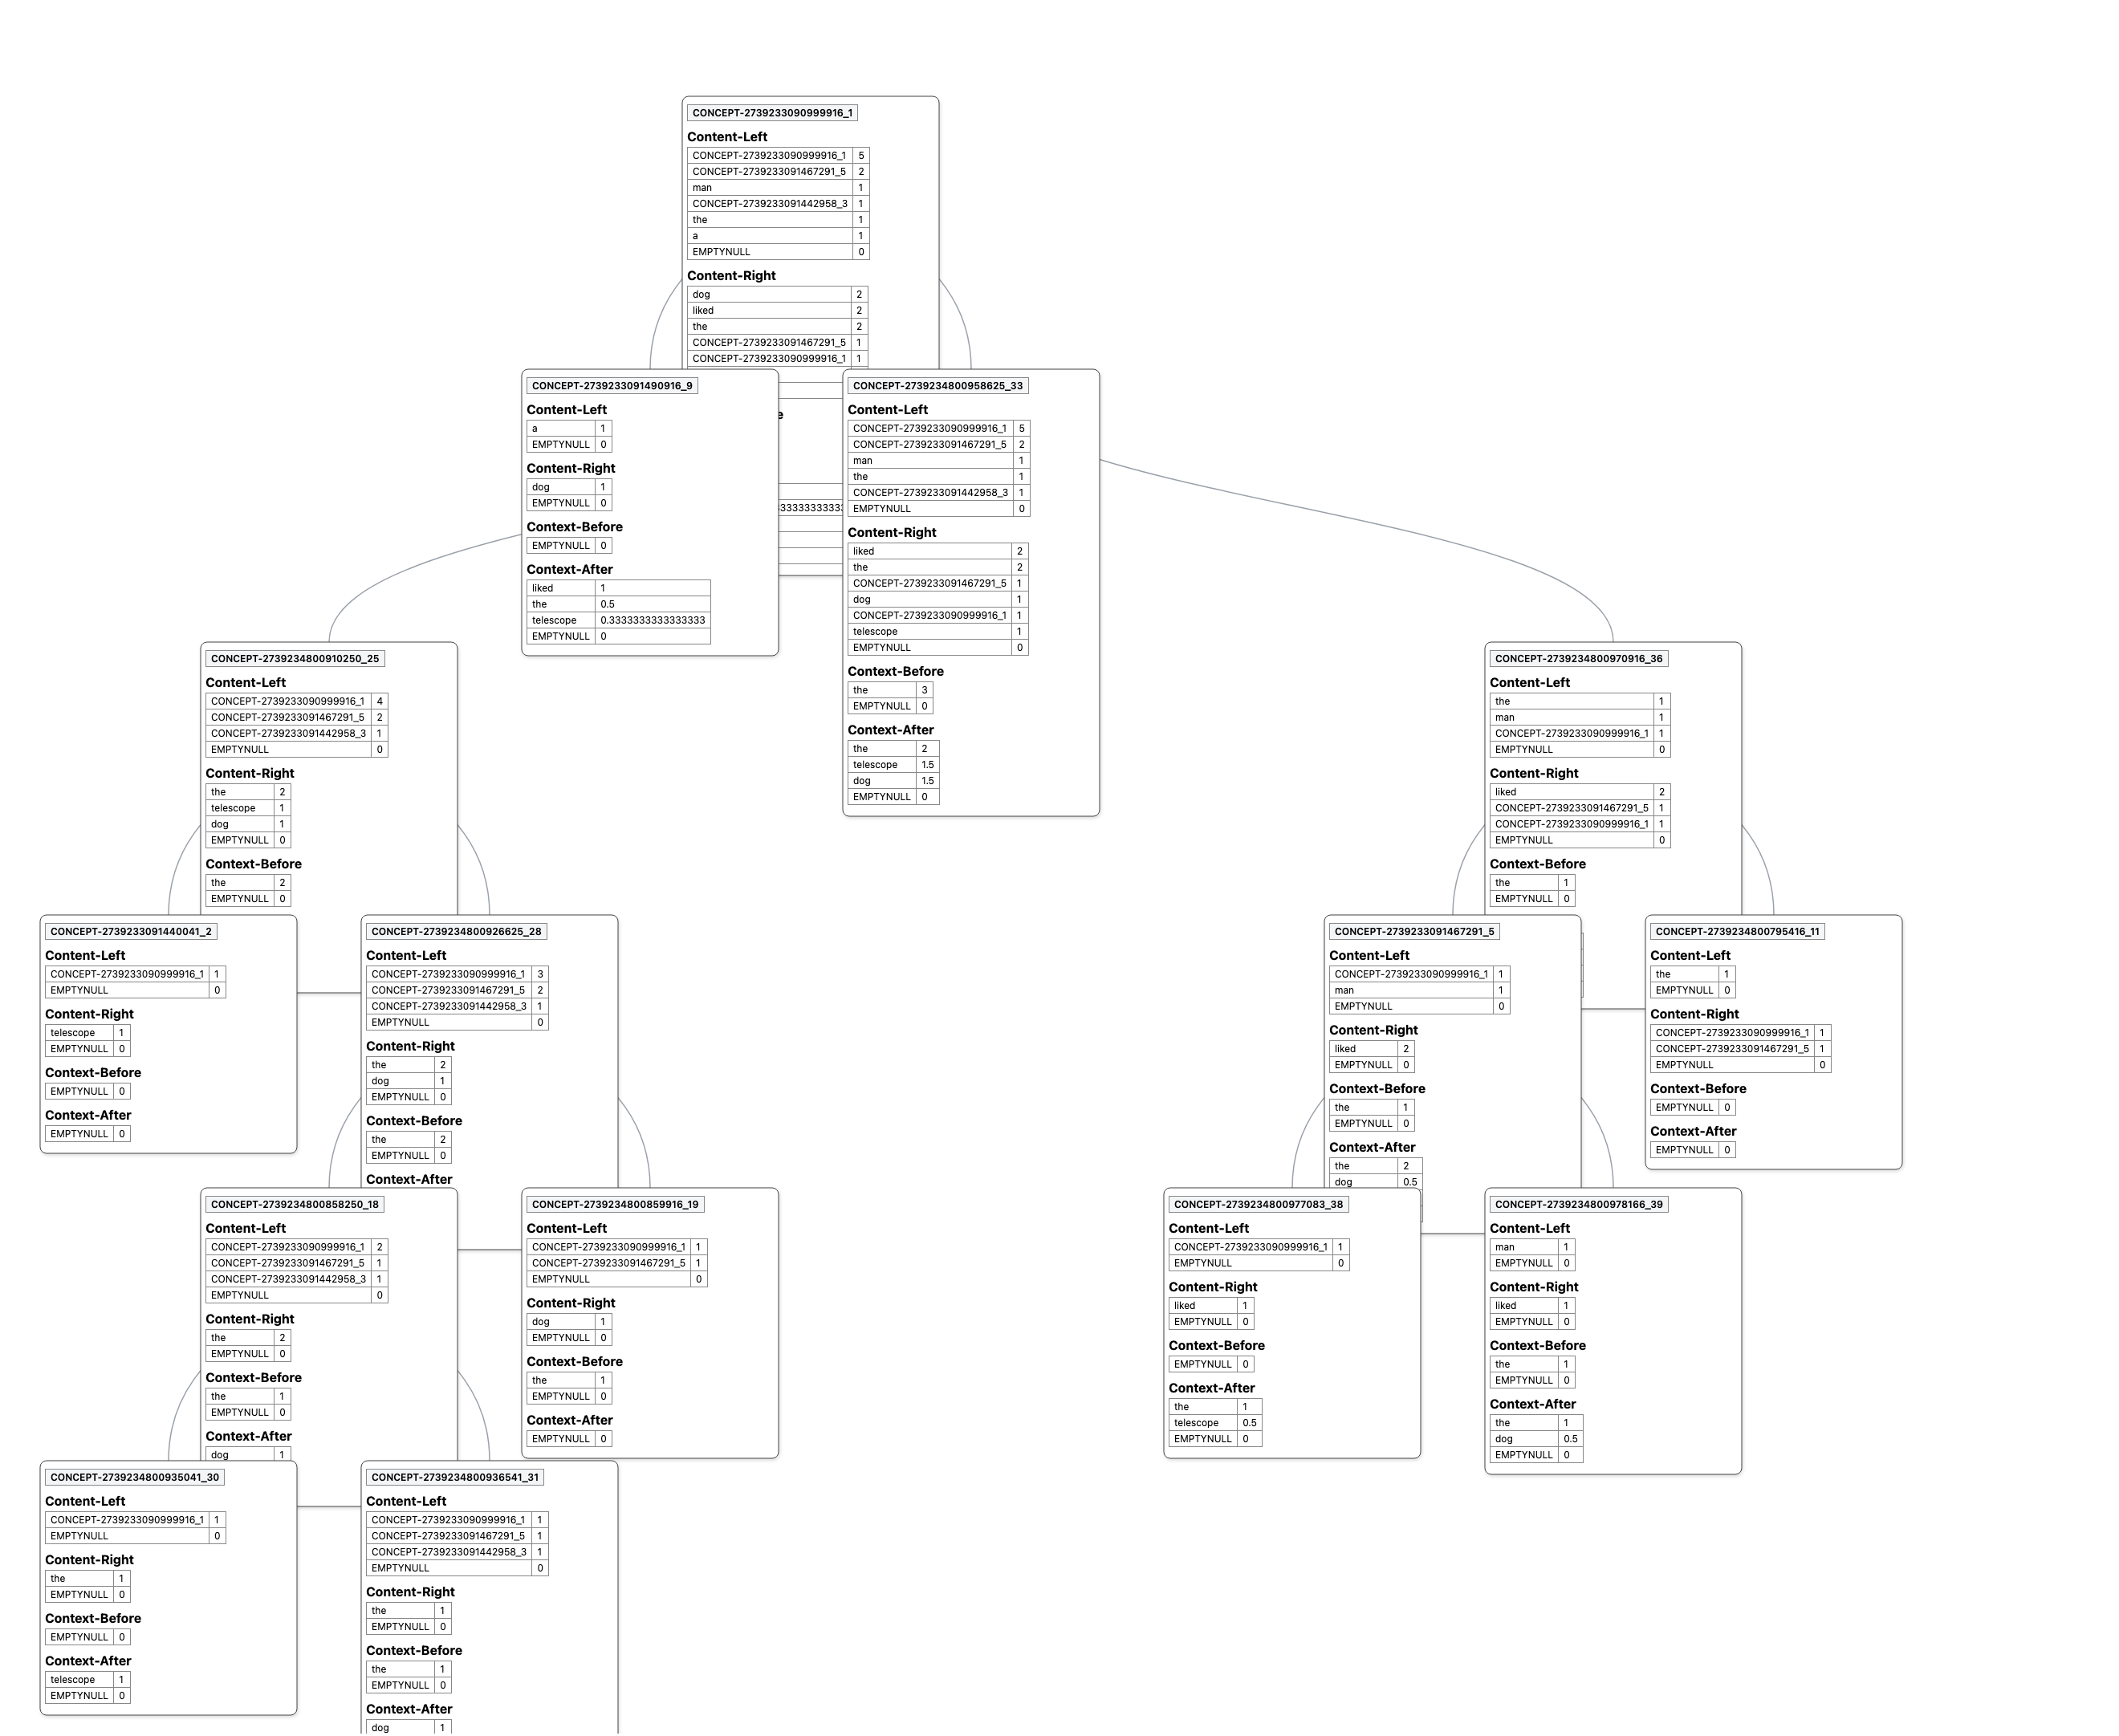 CONCEPT-2739233090999916_1
Content-Left
CONCEPT-2739233090999916_1 5
CONCEPT-2739233091467291_5 2
man 1
CONCEPT-2739233091442958_3 1
the 1
a 1
EMPTYNULL 0
Content-Right
dog 2
liked 2
the 2
CONCEPT-2739233091467291_5 1
CONCEPT-2739233090999916_1 1
CONCEPT-2739233091490916_9
Content-Left
a 1
EMPTYNULL 0
Content-Right
dog 1
EMPTYNULL 0
Context-Before
EMPTYNULL 0
Context-After
liked 1
the 0.5
telescope 0.3333333333333333
EMPTYNULL 0
CONCEPT-2739234800958625_33
Content-Left
CONCEPT-2739233090999916_1 5
CONCEPT-2739233091467291_5 2
man 1
the 1
CONCEPT-2739233091442958_3 1
EMPTYNULL 0
Content-Right
liked 2
the 2
CONCEPT-2739233091467291_5 1
dog 1
CONCEPT-2739233090999916_1 1
telescope 1
EMPTYNULL 0
Context-Before
the 3
EMPTYNULL 0
Context-After
the 2
telescope 1.5
dog 1.5
EMPTYNULL 0
CONCEPT-2739234800910250_25
Content-Left
CONCEPT-2739233090999916_1 4
CONCEPT-2739233091467291_5 2
CONCEPT-2739233091442958_3 1
EMPTYNULL 0
Content-Right
the 2
telescope 1
dog 1
EMPTYNULL 0
Context-Before
the 2
EMPTYNULL 0
CONCEPT-2739234800970916_36
Content-Left
the 1
man 1
CONCEPT-2739233090999916_1 1
EMPTYNULL 0
Content-Right
liked 2
CONCEPT-2739233091467291_5 1
CONCEPT-2739233090999916_1 1
EMPTYNULL 0
Context-Before
the 1
EMPTYNULL 0
CONCEPT-2739233091440041_2
Content-Left
CONCEPT-2739233090999916_1 1
EMPTYNULL 0
Content-Right
telescope 1
EMPTYNULL 0
Context-Before
EMPTYNULL 0
Context-After
EMPTYNULL 0
CONCEPT-2739234800926625_28
Content-Left
CONCEPT-2739233090999916_1 3
CONCEPT-2739233091467291_5 2
CONCEPT-2739233091442958_3 1
EMPTYNULL 0
Content-Right
the 2
dog 1
EMPTYNULL 0
Context-Before
the 2
EMPTYNULL 0
Context-After
CONCEPT-2739233091467291_5
Content-Left
CONCEPT-2739233090999916_1 1
man 1
EMPTYNULL 0
Content-Right
liked 2
EMPTYNULL 0
Context-Before
the 1
EMPTYNULL 0
Context-After
the 2
dog 0.5
CONCEPT-2739234800795416_11
Content-Left
the 1
EMPTYNULL 0
Content-Right
CONCEPT-2739233090999916_1 1
CONCEPT-2739233091467291_5 1
EMPTYNULL 0
Context-Before
EMPTYNULL 0
Context-After
EMPTYNULL 0
CONCEPT-2739234800858250_18
Content-Left
CONCEPT-2739233090999916_1 2
CONCEPT-2739233091467291_5 1
CONCEPT-2739233091442958_3 1
EMPTYNULL 0
Content-Right
the 2
EMPTYNULL 0
Context-Before
the 1
EMPTYNULL 0
Context-After
dog 1
CONCEPT-2739234800859916_19
Content-Left
CONCEPT-2739233090999916_1 1
CONCEPT-2739233091467291_5 1
EMPTYNULL 0
Content-Right
dog 1
EMPTYNULL 0
Context-Before
the 1
EMPTYNULL 0
Context-After
EMPTYNULL 0
CONCEPT-2739234800977083_38
Content-Left
CONCEPT-2739233090999916_1 1
EMPTYNULL 0
Content-Right
liked 1
EMPTYNULL 0
Context-Before
EMPTYNULL 0
Context-After
the 1
telescope 0.5
EMPTYNULL 0
CONCEPT-2739234800978166_39
Content-Left
man 1
EMPTYNULL 0
Content-Right
liked 1
EMPTYNULL 0
Context-Before
the 1
EMPTYNULL 0
Context-After
the 1
dog 0.5
EMPTYNULL 0
CONCEPT-2739234800935041_30
Content-Left
CONCEPT-2739233090999916_1 1
EMPTYNULL 0
Content-Right
the 1
EMPTYNULL 0
Context-Before
EMPTYNULL 0
Context-After
telescope 1
EMPTYNULL 0
CONCEPT-2739234800936541_31
Content-Left
CONCEPT-2739233090999916_1 1
CONCEPT-2739233091467291_5 1
CONCEPT-2739233091442958_3 1
EMPTYNULL 0
Content-Right
the 1
EMPTYNULL 0
Context-Before
the 1
EMPTYNULL 0
Context-After
dog 1